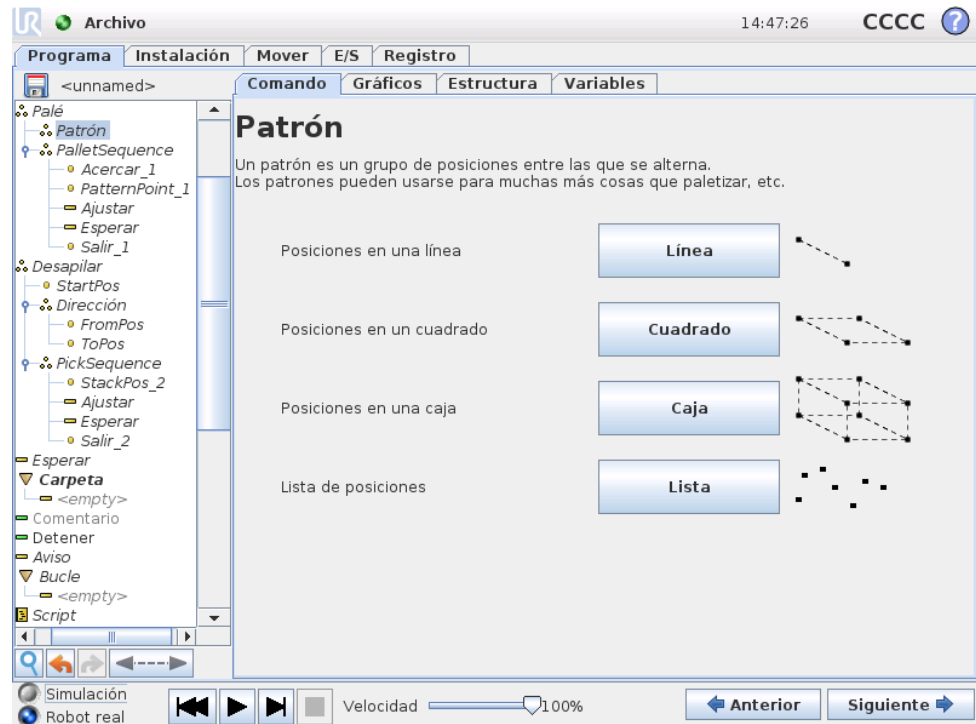 UR Archivo 14:47:26 CCCC ?
Programa Instalación Mover E/S Registro
<unnamed>
Comando Gráficos Estructura Variables
Palé
Patrón
PalletSequence
Acercar_1
PatternPoint_1
Ajustar
Esperar
Salir_1
Desapilar
StartPos
Dirección
FromPos
ToPos
PickSequence
StackPos_2
Ajustar
Esperar
Salir_2
Esperar
Carpeta
<empty>
Comentario
Detener
Aviso
Bucle
<empty>
Script
Patrón
Un patrón es un grupo de posiciones entre las que se alterna.
Los patrones pueden usarse para muchas más cosas que paletizar, etc.
Posiciones en una línea Línea
Posiciones en un cuadrado Cuadrado
Posiciones en una caja Caja
Lista de posiciones Lista
Simulación
Robot real
Velocidad 100%
Anterior Siguiente